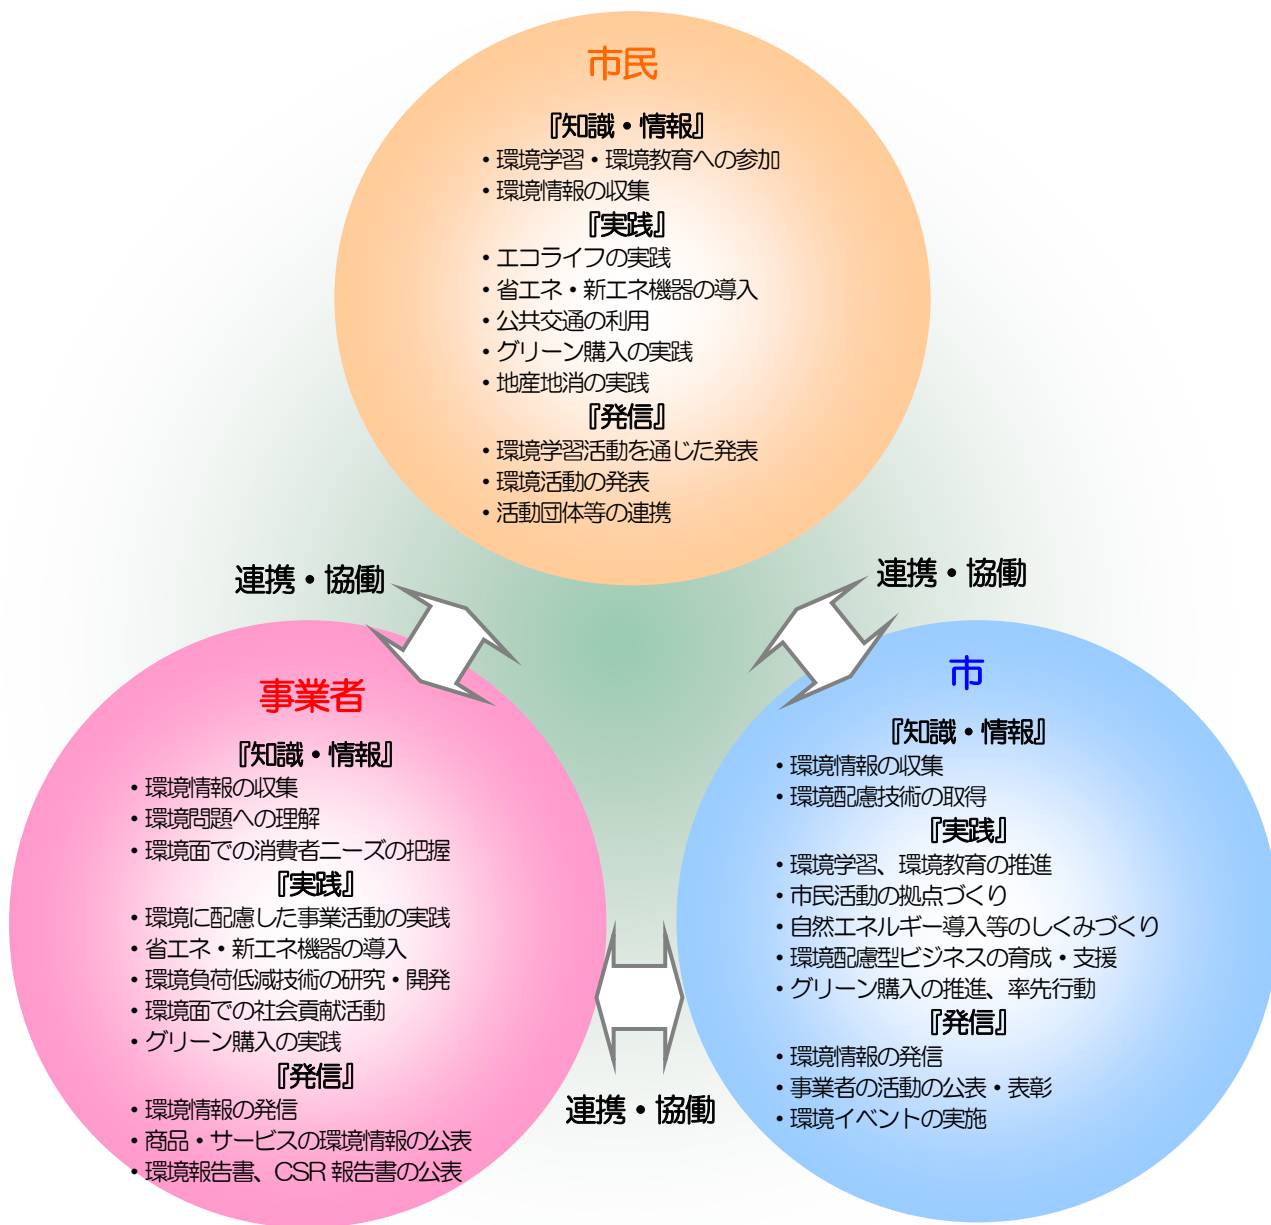 市民
『知識・情報』
・環境学習・環境教育への参加
・環境情報の収集
『実践』
・エコライフの実践
・省エネ・新エネ機器の導入
・公共交通の利用
・グリーン購入の実践
・地産地消の実践
『発信』
・環境学習活動を通じた発表
・環境活動の発表
・活動団体等の連携
連携・協働
連携・協働
事業者
『知識・情報』
・環境情報の収集
・環境問題への理解
・環境面での消費者ニーズの把握
『実践』
・環境に配慮した事業活動の実践
・省エネ・新エネ機器の導入
・環境負荷低減技術の研究・開発
・環境面での社会貢献活動
・グリーン購入の実践
『発信』
・環境情報の発信
・商品・サービスの環境情報の公表
・環境報告書、CSR 報告書の公表
市
『知識・情報』
・環境情報の収集
・環境配慮技術の取得
『実践』
・環境学習、環境教育の推進
・市民活動の拠点づくり
・自然エネルギー導入等のしくみづくり
・環境配慮型ビジネスの育成・支援
・グリーン購入の推進、率先行動
『発信』
・環境情報の発信
・事業者の活動の公表・表彰
・環境イベントの実施
連携・協働